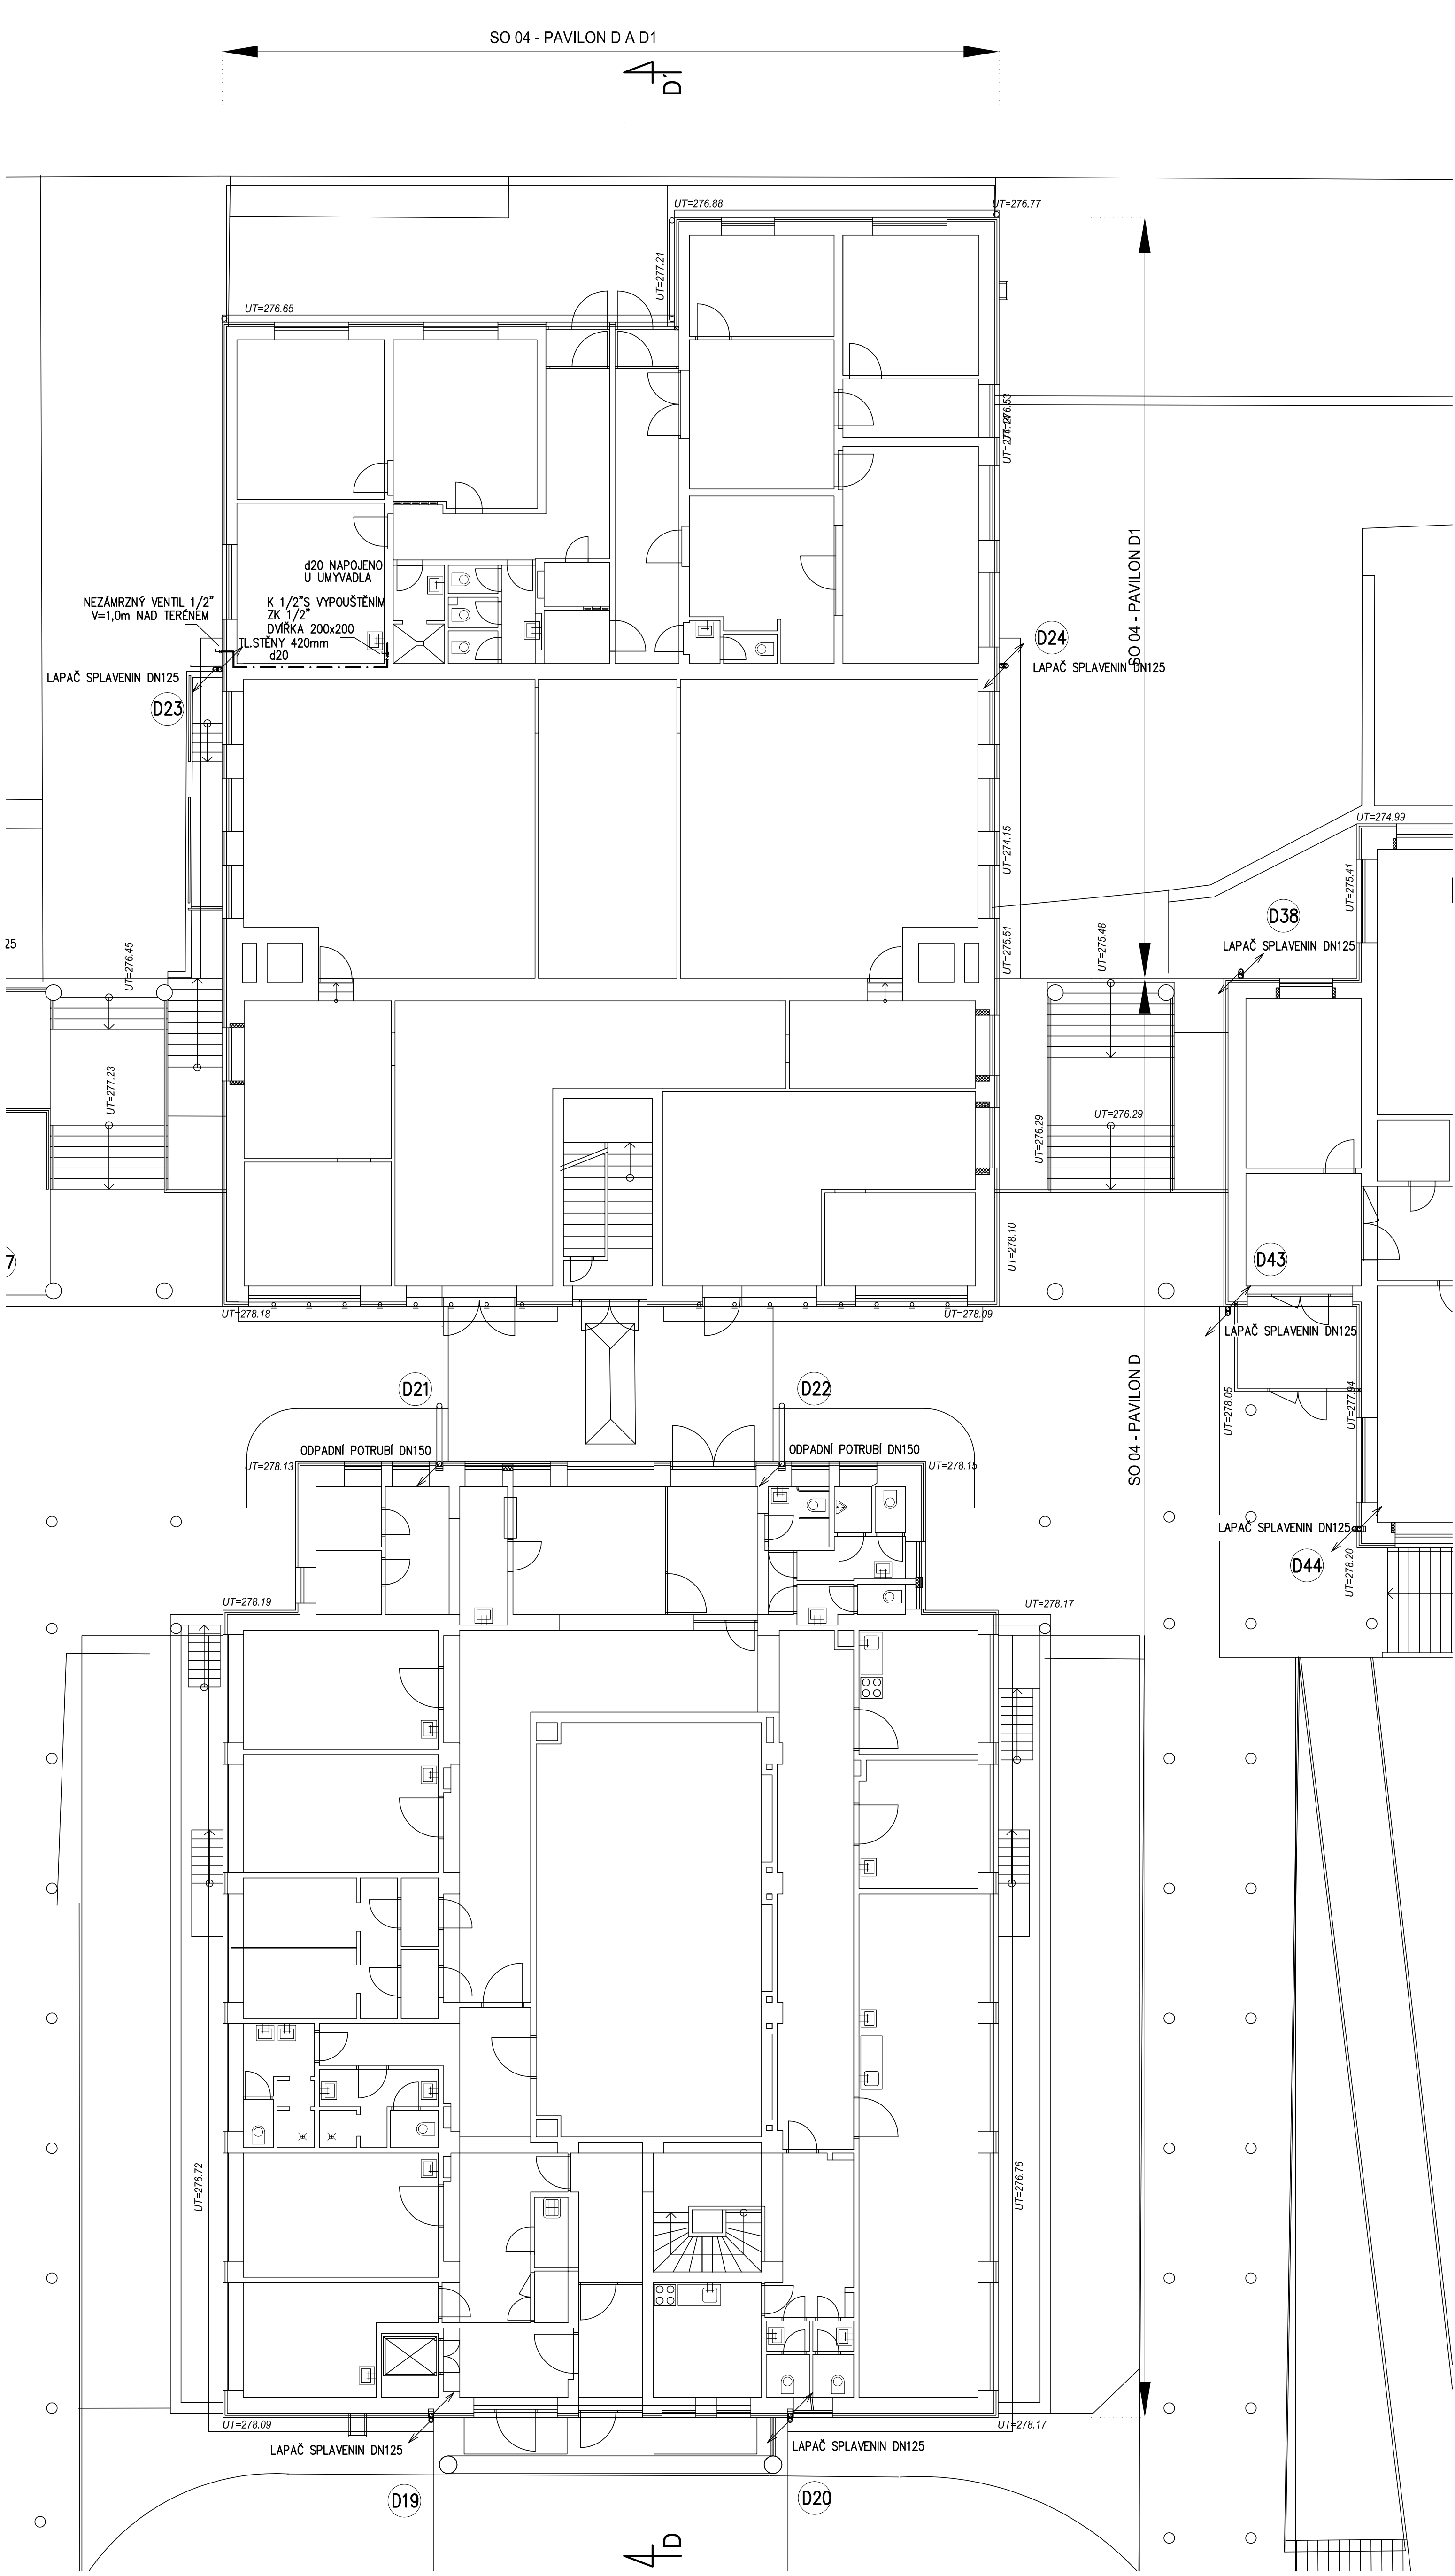 SO 04 - PAVILON D A D1
D1
UT=276.88
UT=276.77
UT=277.21
UT=276.65
UT=276.53
d20 NAPOJENO
U UMYVADLA
NEZÁMRZNÝ VENTIL 1/2"
V=1,0m NAD TERÉNEM
K 1/2"S VYPOUŠTĚNÍM
ZK 1/2"
DVÍŘKA 200x200
TL.STĚNY 420mm
d20
SO 04 - PAVILON D1
D24
LAPAČ SPLAVENIN DN125
LAPAČ SPLAVENIN DN125
D23
UT=274.99
UT=274.15
UT=275.41
D38
LAPAČ SPLAVENIN DN125
25
UT=276.45
UT=275.51
UT=275.48
UT=277.23
UT=276.29
UT=276.29
UT=278.10
7
D43
UT=278.18
UT=278.09
LAPAČ SPLAVENIN DN125
D21
D22
SO 04 - PAVILON D
UT=278.05
UT=277.94
ODPADNÍ POTRUBÍ DN150
ODPADNÍ POTRUBÍ DN150
UT=278.13
UT=278.15
LAPAČ SPLAVENIN DN125
D44
UT=278.20
UT=278.19
UT=278.17
UT=276.72
UT=276.76
UT=278.09
UT=278.17
LAPAČ SPLAVENIN DN125
LAPAČ SPLAVENIN DN125
D19
D20
D